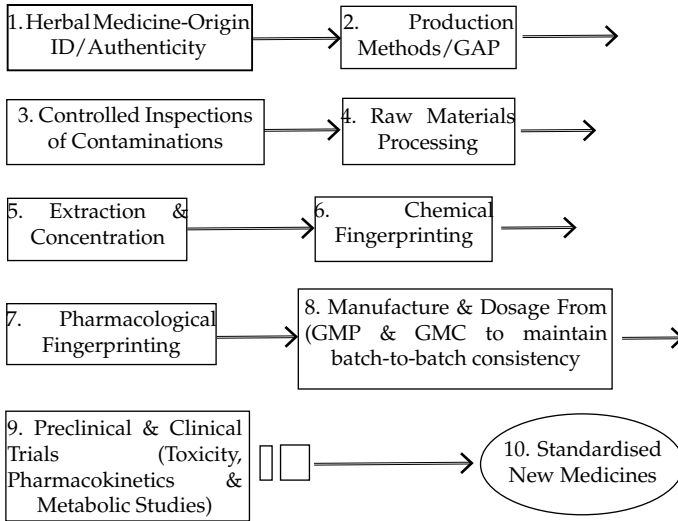 1. Herbal Medicine-Origin
ID/Authenticity
2. Production
Methods/GAP
3. Controlled Inspections
of Contaminations
4. Raw Materials
Processing
5. Extraction &
Concentration
6. Chemical
Fingerprinting
7. Pharmacological
Fingerprinting
8. Manufacture & Dosage From
(GMP & GMC to maintain
batch-to-batch consistency
9. Preclinical & Clinical
Trials (Toxicity,
Pharmacokinetics &
Metabolic Studies)
10. Standardised
New Medicines